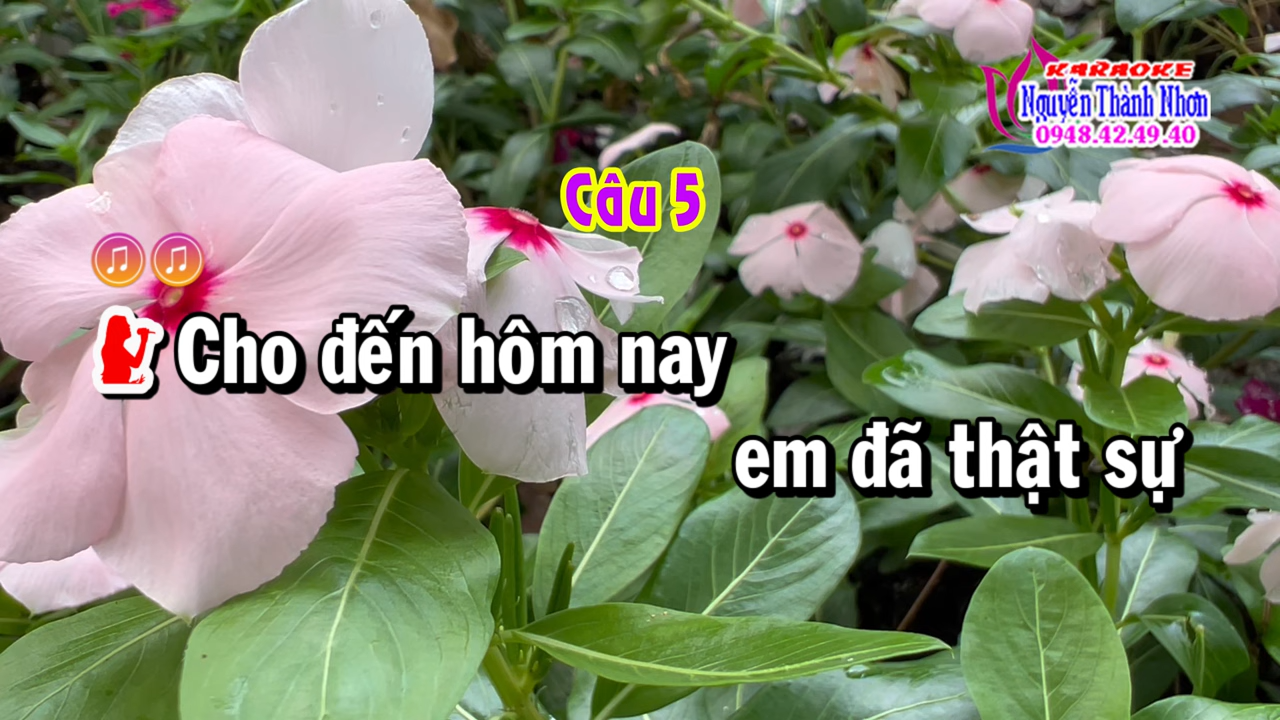 KARAOKE
Nguyễn Thành Nhơn
0948.42.49.40
Câu 5
Cho đến hôm nay
em đã thật sự